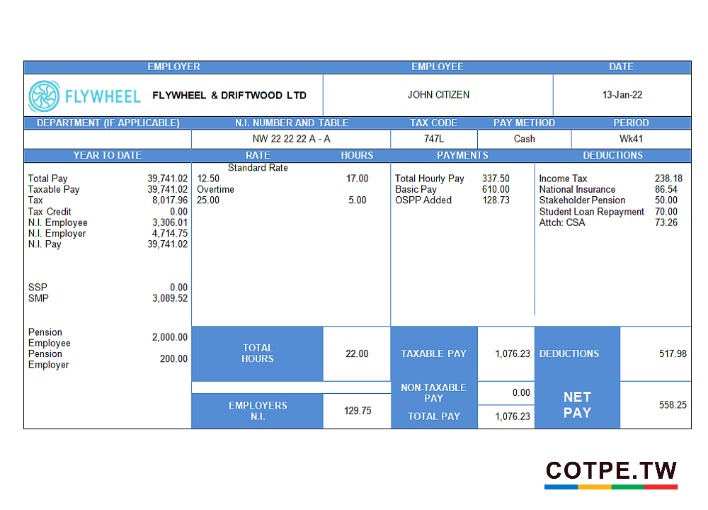 EMPLOYER EMPLOYEE DATE
FLYWHEEL FLYWHEEL & DRIFTWOOD LTD JOHN CITIZEN 13-Jan-22
DEPARTMENT (IF APPLICABLE) N.I. NUMBER AND TABLE TAX CODE PAY METHOD PERIOD
NW 22 22 22 A - A 747L Cash Wk41
YEAR TO DATE RATE HOURS PAYMENTS DEDUCTIONS
Standard Rate
Total Pay 39,741.02 12.50 17.00 Total Hourly Pay 337.50 Income Tax 238.18
Taxable Pay 39,741.02 Overtime Basic Pay 610.00 National Insurance 86.54
Tax 8,017.96 25.00 5.00 OSPP Added 128.73 Stakeholder Pension 50.00
Tax Credit 0.00 Student Loan Repayment 70.00
N.I. Employee 3,306.01 Attch: CSA 73.26
N.I. Employer 4,714.75
N.I. Pay 39,741.02
SSP 0.00
SMP 3,089.52
Pension Employee 2,000.00
Pension Employer 200.00
TOTAL HOURS 22.00 TAXABLE PAY 1,076.23 DEDUCTIONS 517.98
NON-TAXABLE PAY 0.00
EMPLOYERS N.I. 129.75 TOTAL PAY 1,076.23 NET PAY 558.25
COTPE.TW